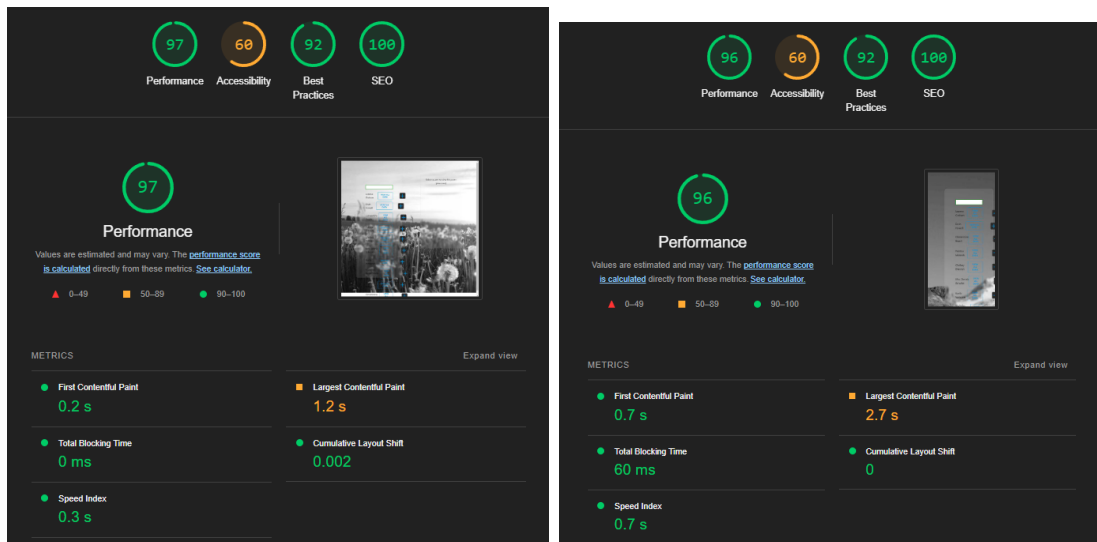 97 60 92 100
Performance Accessibility Best Practices SEO
97
Performance
Values are estimated and may vary. The performance score
is calculated directly from these metrics. See calculator.
0–49 50–89 90–100
METRICS Expand view
First Contentful Paint Largest Contentful Paint
0.2 s 1.2 s
Total Blocking Time Cumulative Layout Shift
0 ms 0.002
Speed Index
0.3 s
96 60 92 100
Performance Accessibility Best Practices SEO
96
Performance
Values are estimated and may vary. The performance score
is calculated directly from these metrics. See calculator.
0–49 50–89 90–100
METRICS Expand view
First Contentful Paint Largest Contentful Paint
0.7 s 2.7 s
Total Blocking Time Cumulative Layout Shift
60 ms 0
Speed Index
0.7 s